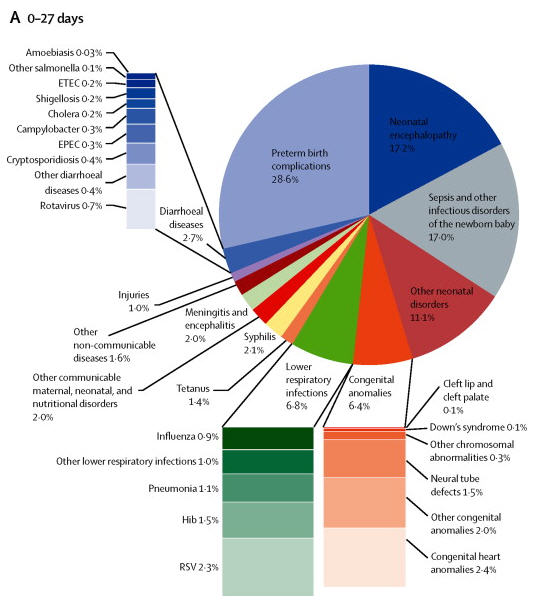 A 0–27 days
Amoebiasis 0·03%
Other salmonella 0·1%
ETEC 0·2%
Shigellosis 0·2%
Cholera 0·2%
Campylobacter 0·3%
EPEC 0·3%
Cryptosporidiosis 0·4%
Other diarrhoeal
diseases 0·4%
Rotavirus 0·7%
Diarrhoeal
diseases
2·7%
Preterm birth
complications
28·6%
Neonatal
encephalopathy
17·2%
Sepsis and other
infectious disorders
of the newborn baby
17·0%
Other neonatal
disorders
11·1%
Injuries
1·0%
Other
non-communicable
diseases 1·6%
Meningitis and
encephalitis
2·0%
Other communicable
maternal, neonatal, and
nutritional disorders
2·0%
Syphilis
2·1%
Tetanus
1·4%
Lower
respiratory
infections
6·8%
Congenital
anomalies
6·4%
Influenza 0·9%
Other lower respiratory infections 1·0%
Pneumonia 1·1%
Hib 1·5%
RSV 2·3%
Cleft lip and
cleft palate
0·1%
Down's syndrome 0·1%
Other chromosomal
abnormalities 0·3%
Neural tube
defects 1·5%
Other congenital
anomalies 2·0%
Congenital heart
anomalies 2·4%